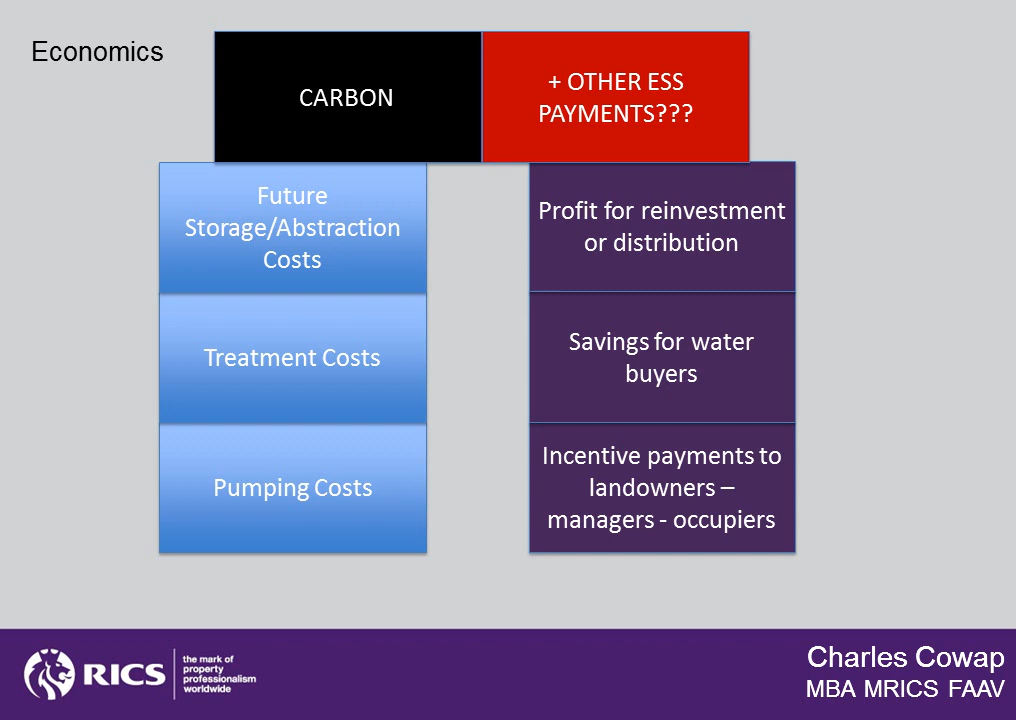 Economics
CARBON
+ OTHER ESS
PAYMENTS???
Future
Storage/Abstraction
Costs
Profit for reinvestment
or distribution
Treatment Costs
Savings for water
buyers
Pumping Costs
Incentive payments to
landowners –
managers - occupiers
RICS
the mark of
property
professionalism
worldwide
Charles Cowap
MBA MRICS FAAV